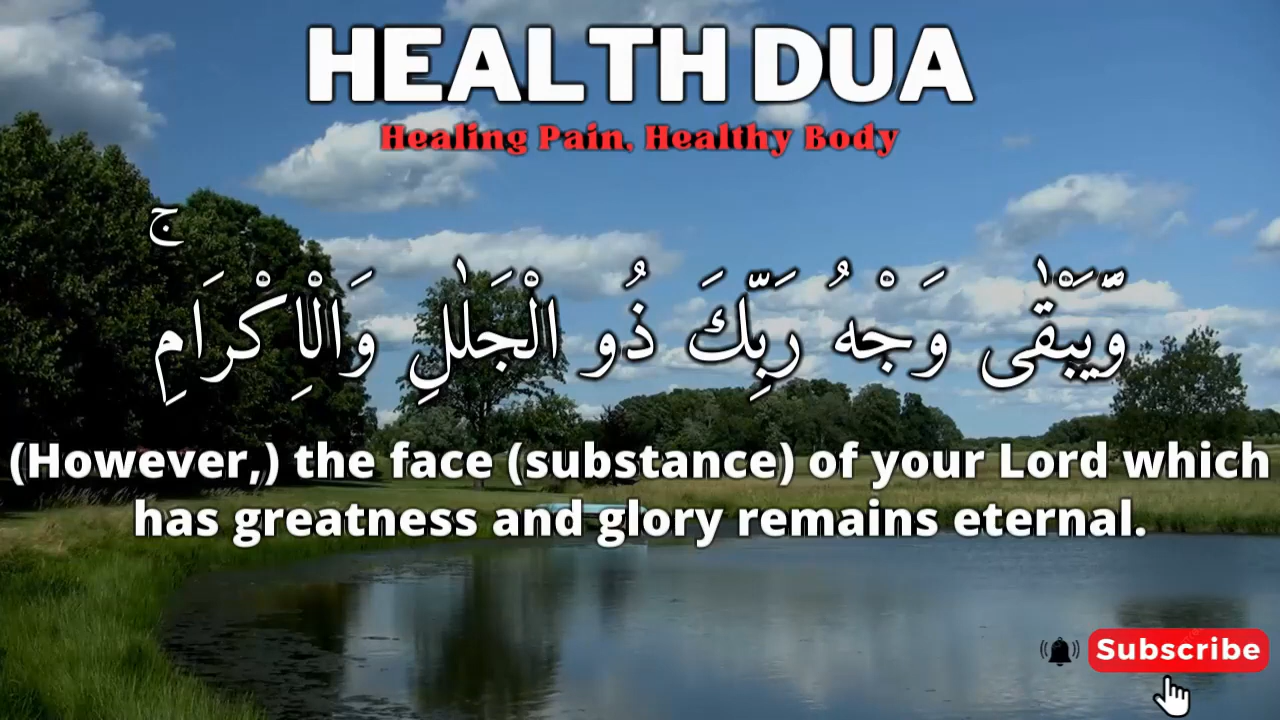 HEALTH DUA
Healing Pain, Healthy Body
وَّيَبْقٰى وَجْهُ رَبِّكَ ذُو الْجَلٰلِ وَالْاِكْرَامِۚ
(However,) the face (substance) of your Lord which
has greatness and glory remains eternal.
Subscribe